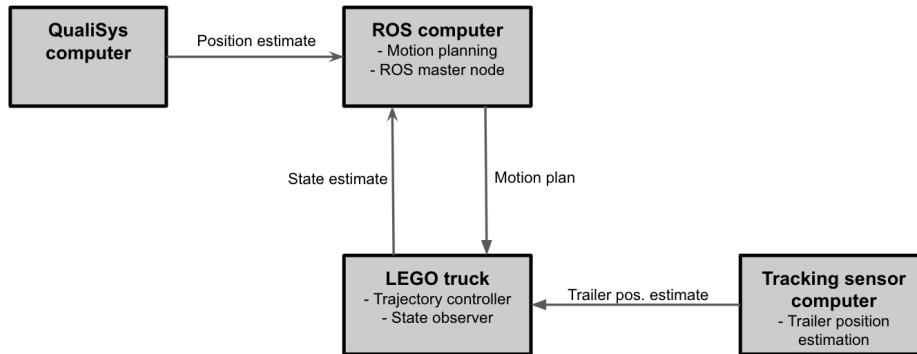 QualiSys
computer
Position estimate
ROS computer
- Motion planning
- ROS master node
State estimate
Motion plan
LEGO truck
- Trajectory controller
- State observer
Trailer pos. estimate
Tracking sensor
computer
- Trailer position
estimation